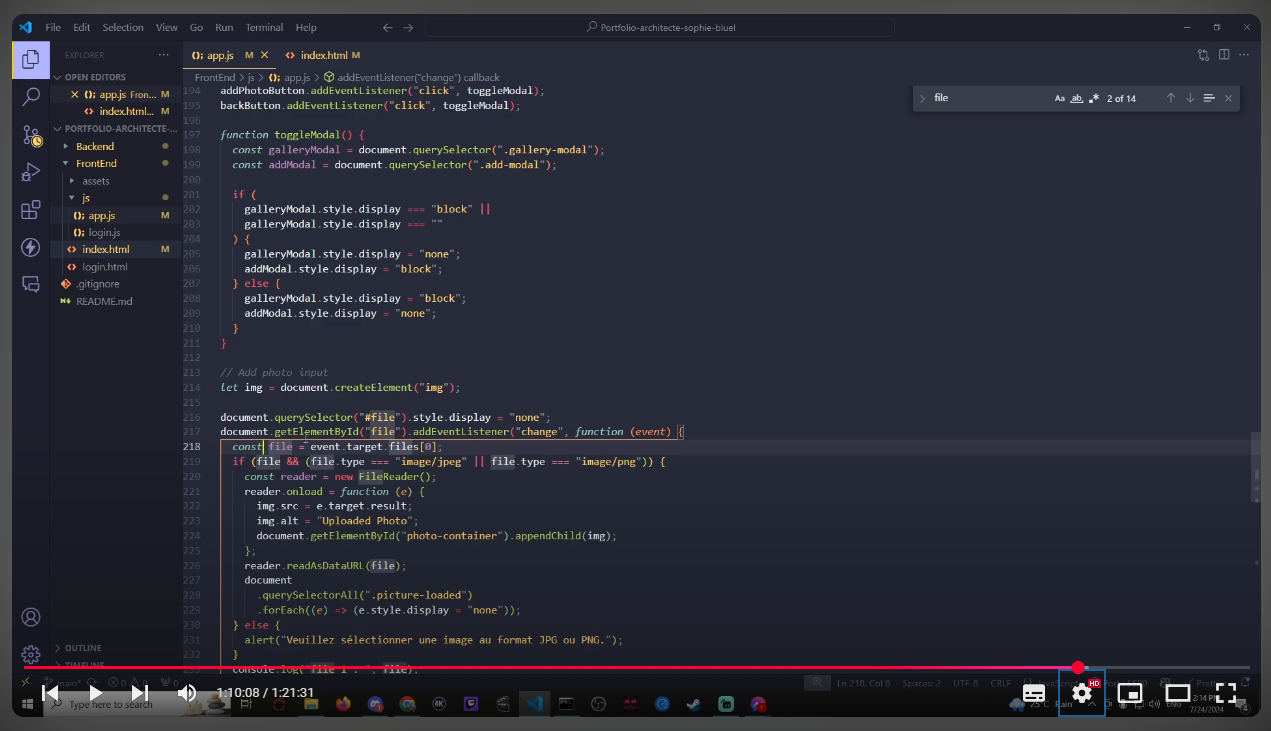 File Edit Selection View Go Run Terminal Help
Portfolio-architecte-sophie-bluel
EXPLORER
OPEN EDITORS
app.js Fron... M
index.html... M
PORTFOLIO-ARCHITECTE-...
Backend
FrontEnd
assets
js
app.js M
login.js
index.html M
login.html
.gitignore
README.md
OUTLINE
TIMELINE
app.js M
index.html M
FrontEnd > js > app.js > addEventListener("change") callback
file Aa ab 2 of 14
194 addPhotoButton.addEventListener("click", toggleModal);
195 backButton.addEventListener("click", toggleModal);
196
197 function toggleModal() {
198 const galleryModal = document.querySelector(".gallery-modal");
199 const addModal = document.querySelector(".add-modal");
200
201 if (
202 galleryModal.style.display === "block" ||
203 galleryModal.style.display === ""
204 ) {
205 galleryModal.style.display = "none";
206 addModal.style.display = "block";
207 } else {
208 galleryModal.style.display = "block";
209 addModal.style.display = "none";
210 }
211 }
212
213 // Add photo input
214 let img = document.createElement("img");
215
216 document.querySelector("#file").style.display = "none";
217 document.getElementById("file").addEventListener("change", function (event) {
218 const file = event.target.files[0];
219 if (file && (file.type === "image/jpeg" || file.type === "image/png")) {
220 const reader = new FileReader();
221 reader.onload = function (e) {
222 img.src = e.target.result;
223 img.alt = "Uploaded Photo";
224 document.getElementById("photo-container").appendChild(img);
225 };
226 reader.readAsDataURL(file);
227 document
228 .querySelectorAll(".picture-loaded")
229 .forEach((e) => (e.style.display = "none"));
230 } else {
231 alert("Veuillez sélectionner une image au format JPG ou PNG.");
232 }
main* 0 0 0
Ln 218, Col 8 Spaces: 2 UTF-8 CRLF
1:10:08 / 1:21:31
HD
Type here to search
25°C Rain ENG
2:14 PM
7/24/2024